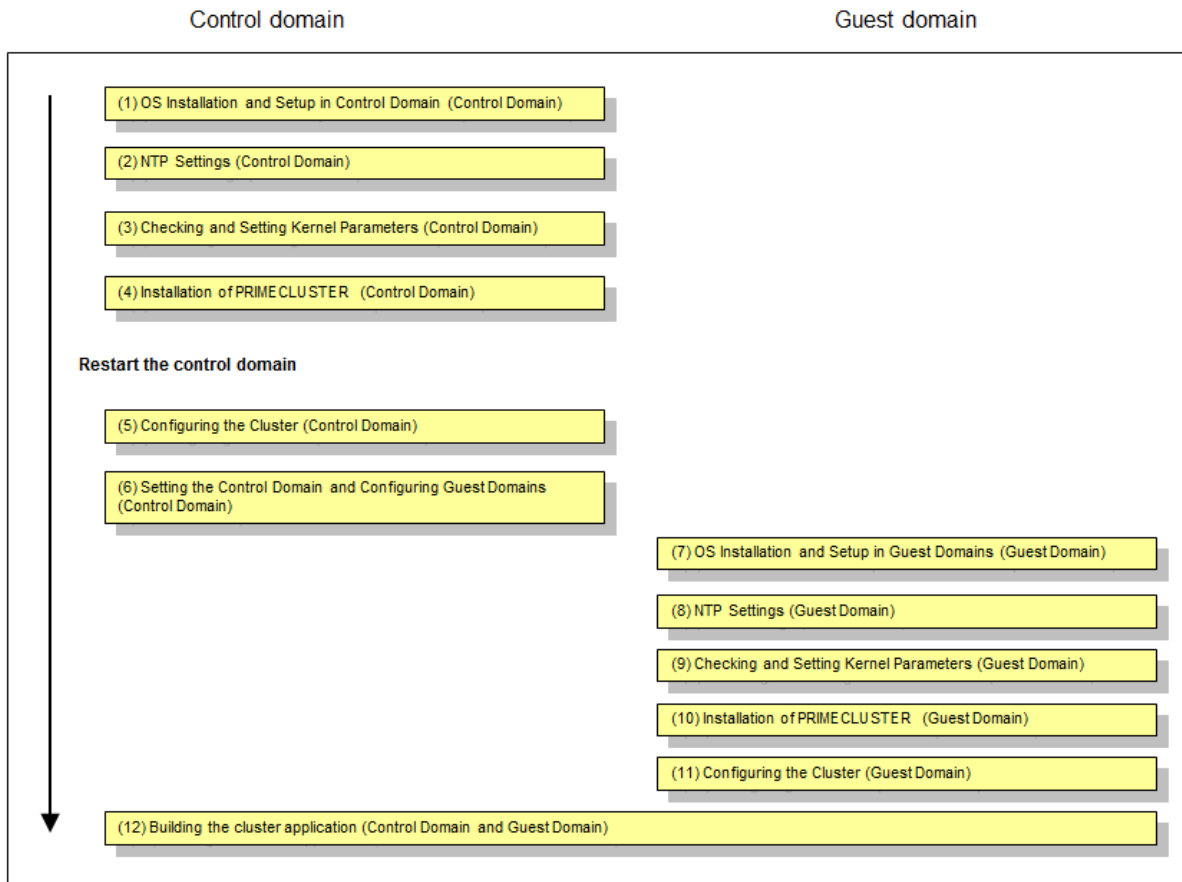 Control domain
Guest domain
(1) OS Installation and Setup in Control Domain (Control Domain)
(2) NTP Settings (Control Domain)
(3) Checking and Setting Kernel Parameters (Control Domain)
(4) Installation of PRIMECLUSTER (Control Domain)
Restart the control domain
(5) Configuring the Cluster (Control Domain)
(6) Setting the Control Domain and Configuring Guest Domains
(Control Domain)
(7) OS Installation and Setup in Guest Domains (Guest Domain)
(8) NTP Settings (Guest Domain)
(9) Checking and Setting Kernel Parameters (Guest Domain)
(10) Installation of PRIMECLUSTER (Guest Domain)
(11) Configuring the Cluster (Guest Domain)
(12) Building the cluster application (Control Domain and Guest Domain)